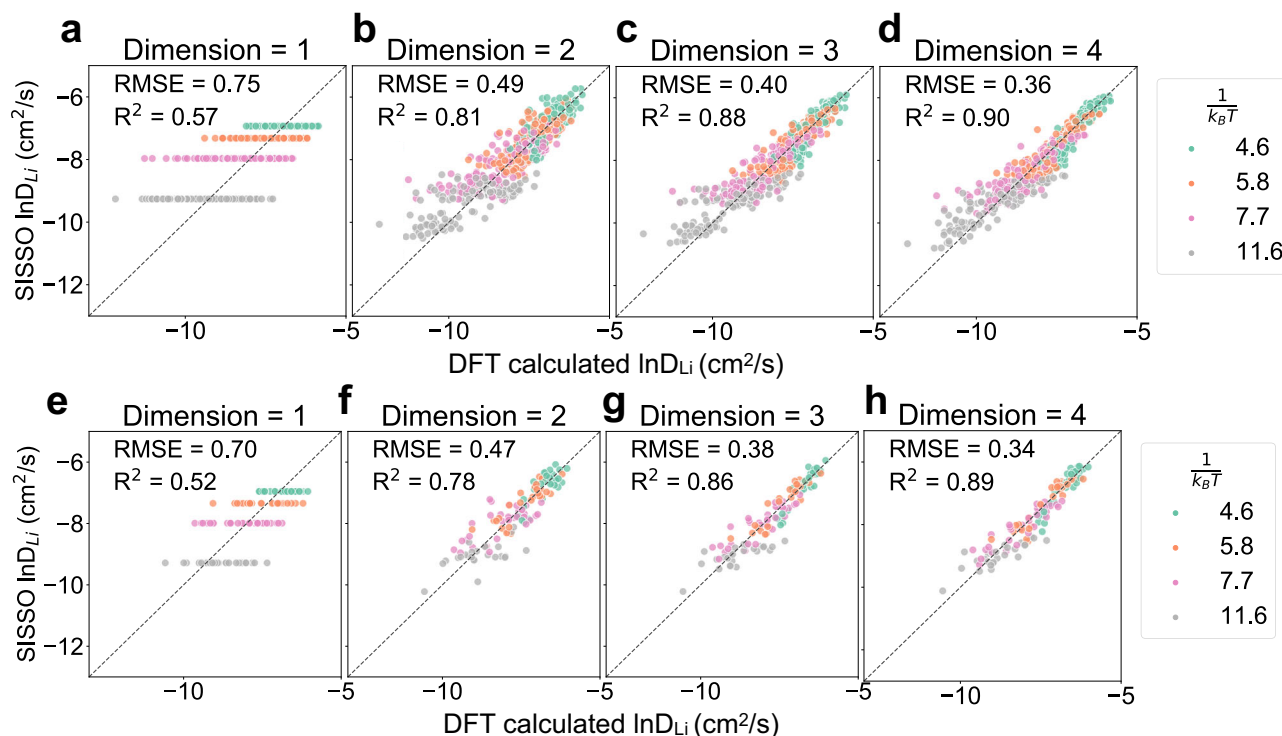 a
Dimension = 1
RMSE = 0.75
R² = 0.57
b
Dimension = 2
RMSE = 0.49
R² = 0.81
c
Dimension = 3
RMSE = 0.40
R² = 0.88
d
Dimension = 4
RMSE = 0.36
R² = 0.90
SISSO lnD_Li (cm²/s)
−6
−8
−10
−12
−10
−5
−10
−5
−10
−5
−10
−5
DFT calculated lnD_Li (cm²/s)
1
k_BT
4.6
5.8
7.7
11.6
e
Dimension = 1
RMSE = 0.70
R² = 0.52
f
Dimension = 2
RMSE = 0.47
R² = 0.78
g
Dimension = 3
RMSE = 0.38
R² = 0.86
h
Dimension = 4
RMSE = 0.34
R² = 0.89
SISSO lnD_Li (cm²/s)
−6
−8
−10
−12
−10
−5
−10
−5
−10
−5
−10
−5
DFT calculated lnD_Li (cm²/s)
1
k_BT
4.6
5.8
7.7
11.6